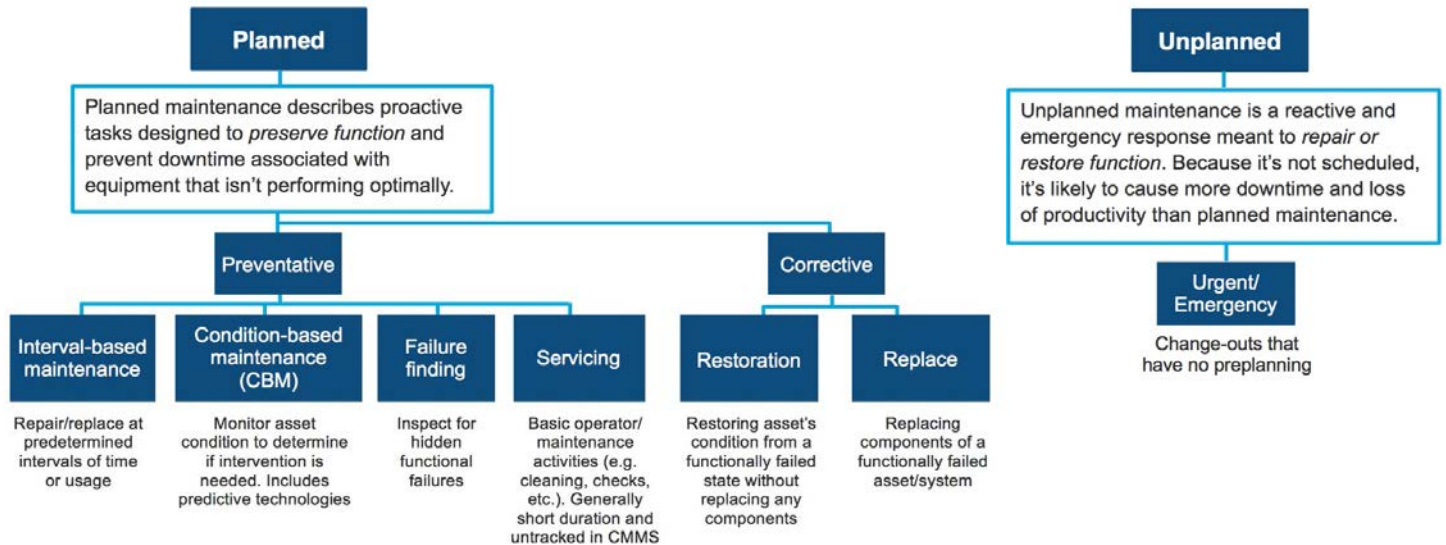 Planned
Planned maintenance describes proactive
tasks designed to preserve function and
prevent downtime associated with
equipment that isn't performing optimally.
Unplanned
Unplanned maintenance is a reactive and
emergency response meant to repair or
restore function. Because it's not scheduled,
it's likely to cause more downtime and loss
of productivity than planned maintenance.
Preventative
Corrective
Urgent/
Emergency
Change-outs that
have no preplanning
Interval-based
maintenance
Repair/replace at
predetermined
intervals of time
or usage
Condition-based
maintenance
(CBM)
Monitor asset
condition to determine
if intervention is
needed. Includes
predictive technologies
Failure
finding
Inspect for
hidden
functional
failures
Servicing
Basic operator/
maintenance
activities (e.g.
cleaning, checks,
etc.). Generally
short duration and
untracked in CMMS
Restoration
Restoring asset's
condition from a
functionally failed
state without
replacing any
components
Replace
Replacing
components of a
functionally failed
asset/system